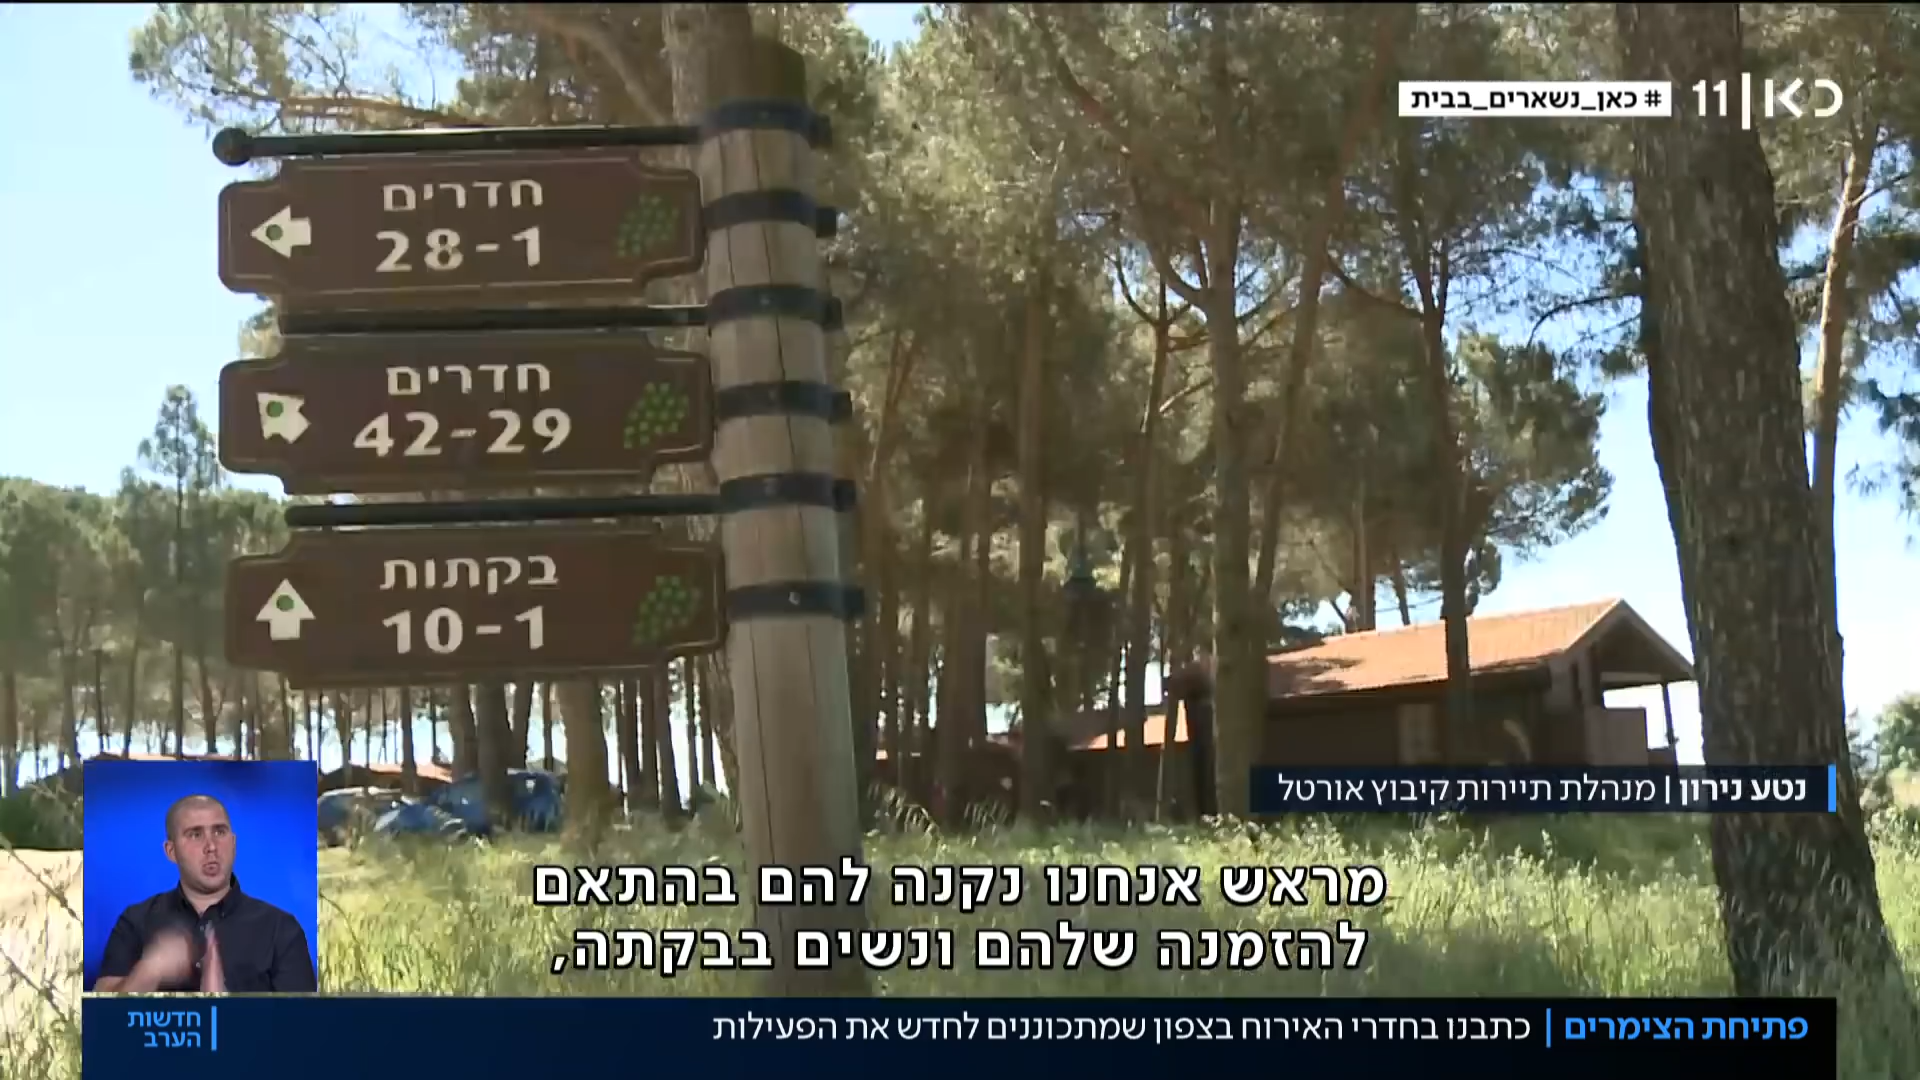 # כאן_נשארים_בבית
כאן 11
חדרים
28-1
חדרים
42-29
בקתות
10-1
נטע נירון | מנהלת תיירות קיבוץ אורטל
מראש אנחנו נקנה להם בהתאם
להזמנה שלהם ונשים בבקתה,
פתיחת הצימרים | כתבנו בחדרי האירוח בצפון שמתכוננים לחדש את הפעילות
חדשות
הערב